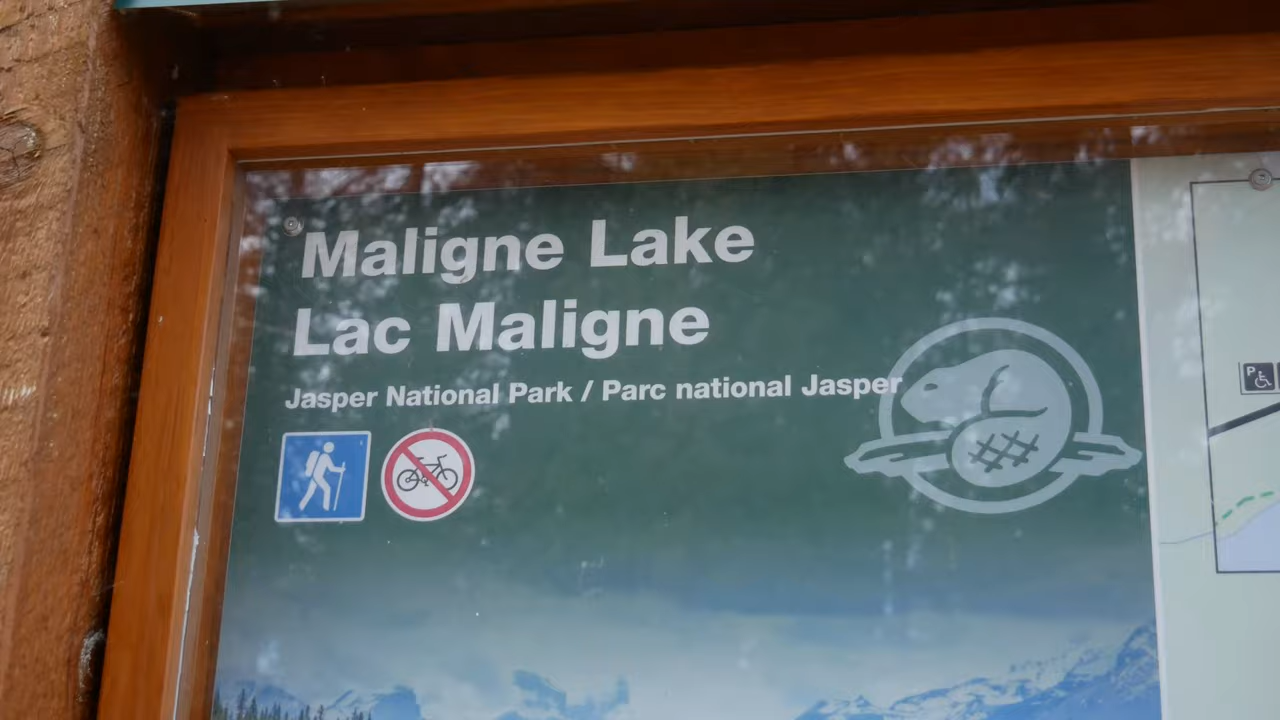 Maligne Lake
Lac Maligne
Jasper National Park / Parc national Jasper
P